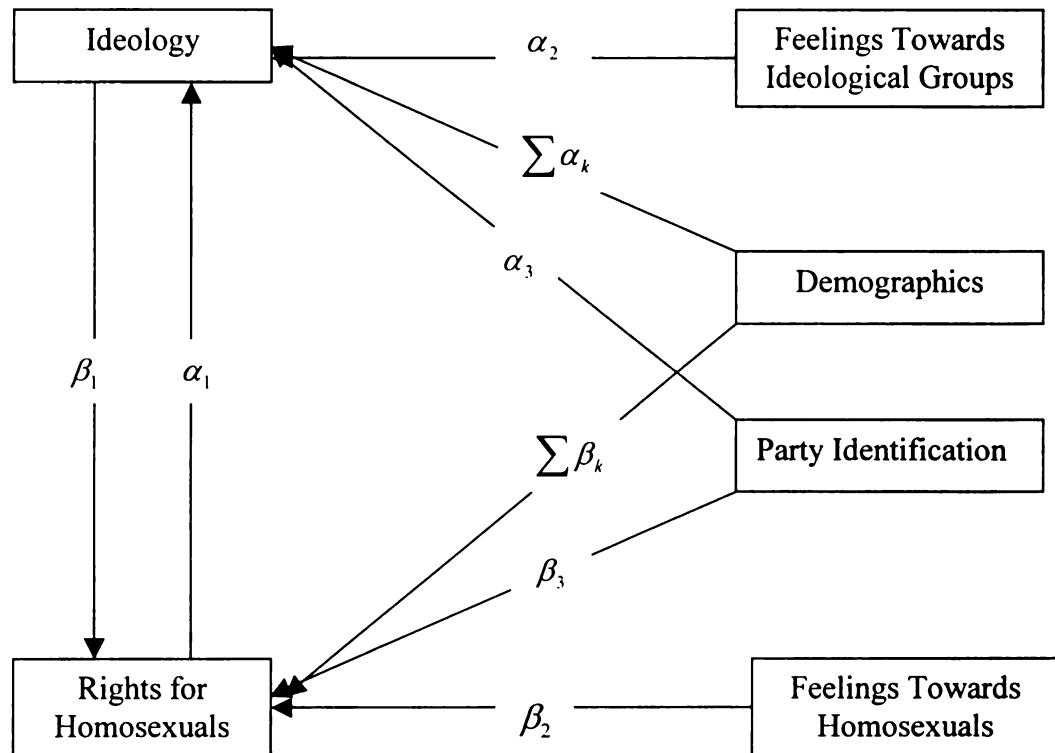 Ideology
α₂
Feelings Towards
Ideological Groups
∑ αₖ
α₃
Demographics
β₁
α₁
∑ βₖ
Party Identification
β₃
Rights for
Homosexuals
β₂
Feelings Towards
Homosexuals